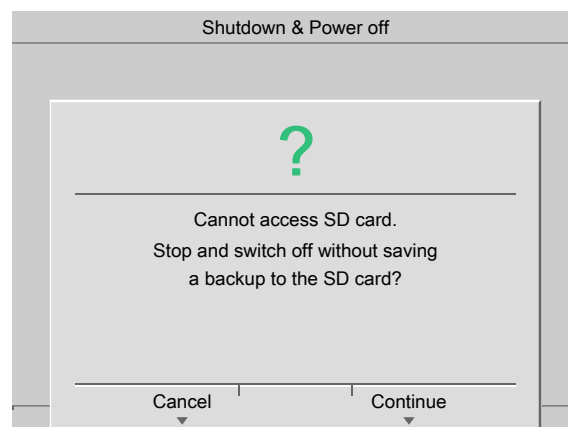 Shutdown & Power off
?
Cannot access SD card.
Stop and switch off without saving
a backup to the SD card?
Cancel Continue